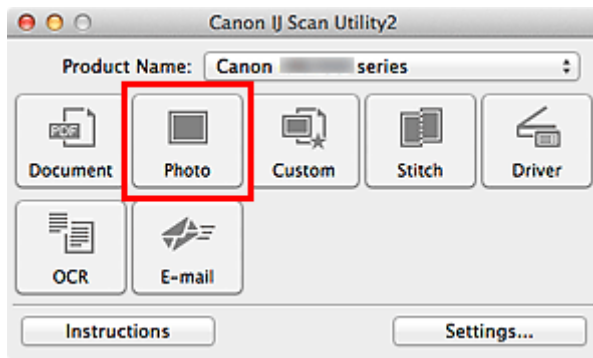 Canon IJ Scan Utility2
Product Name: Canon series
Document Photo Custom Stitch Driver
PDF
OCR E-mail
Instructions Settings...